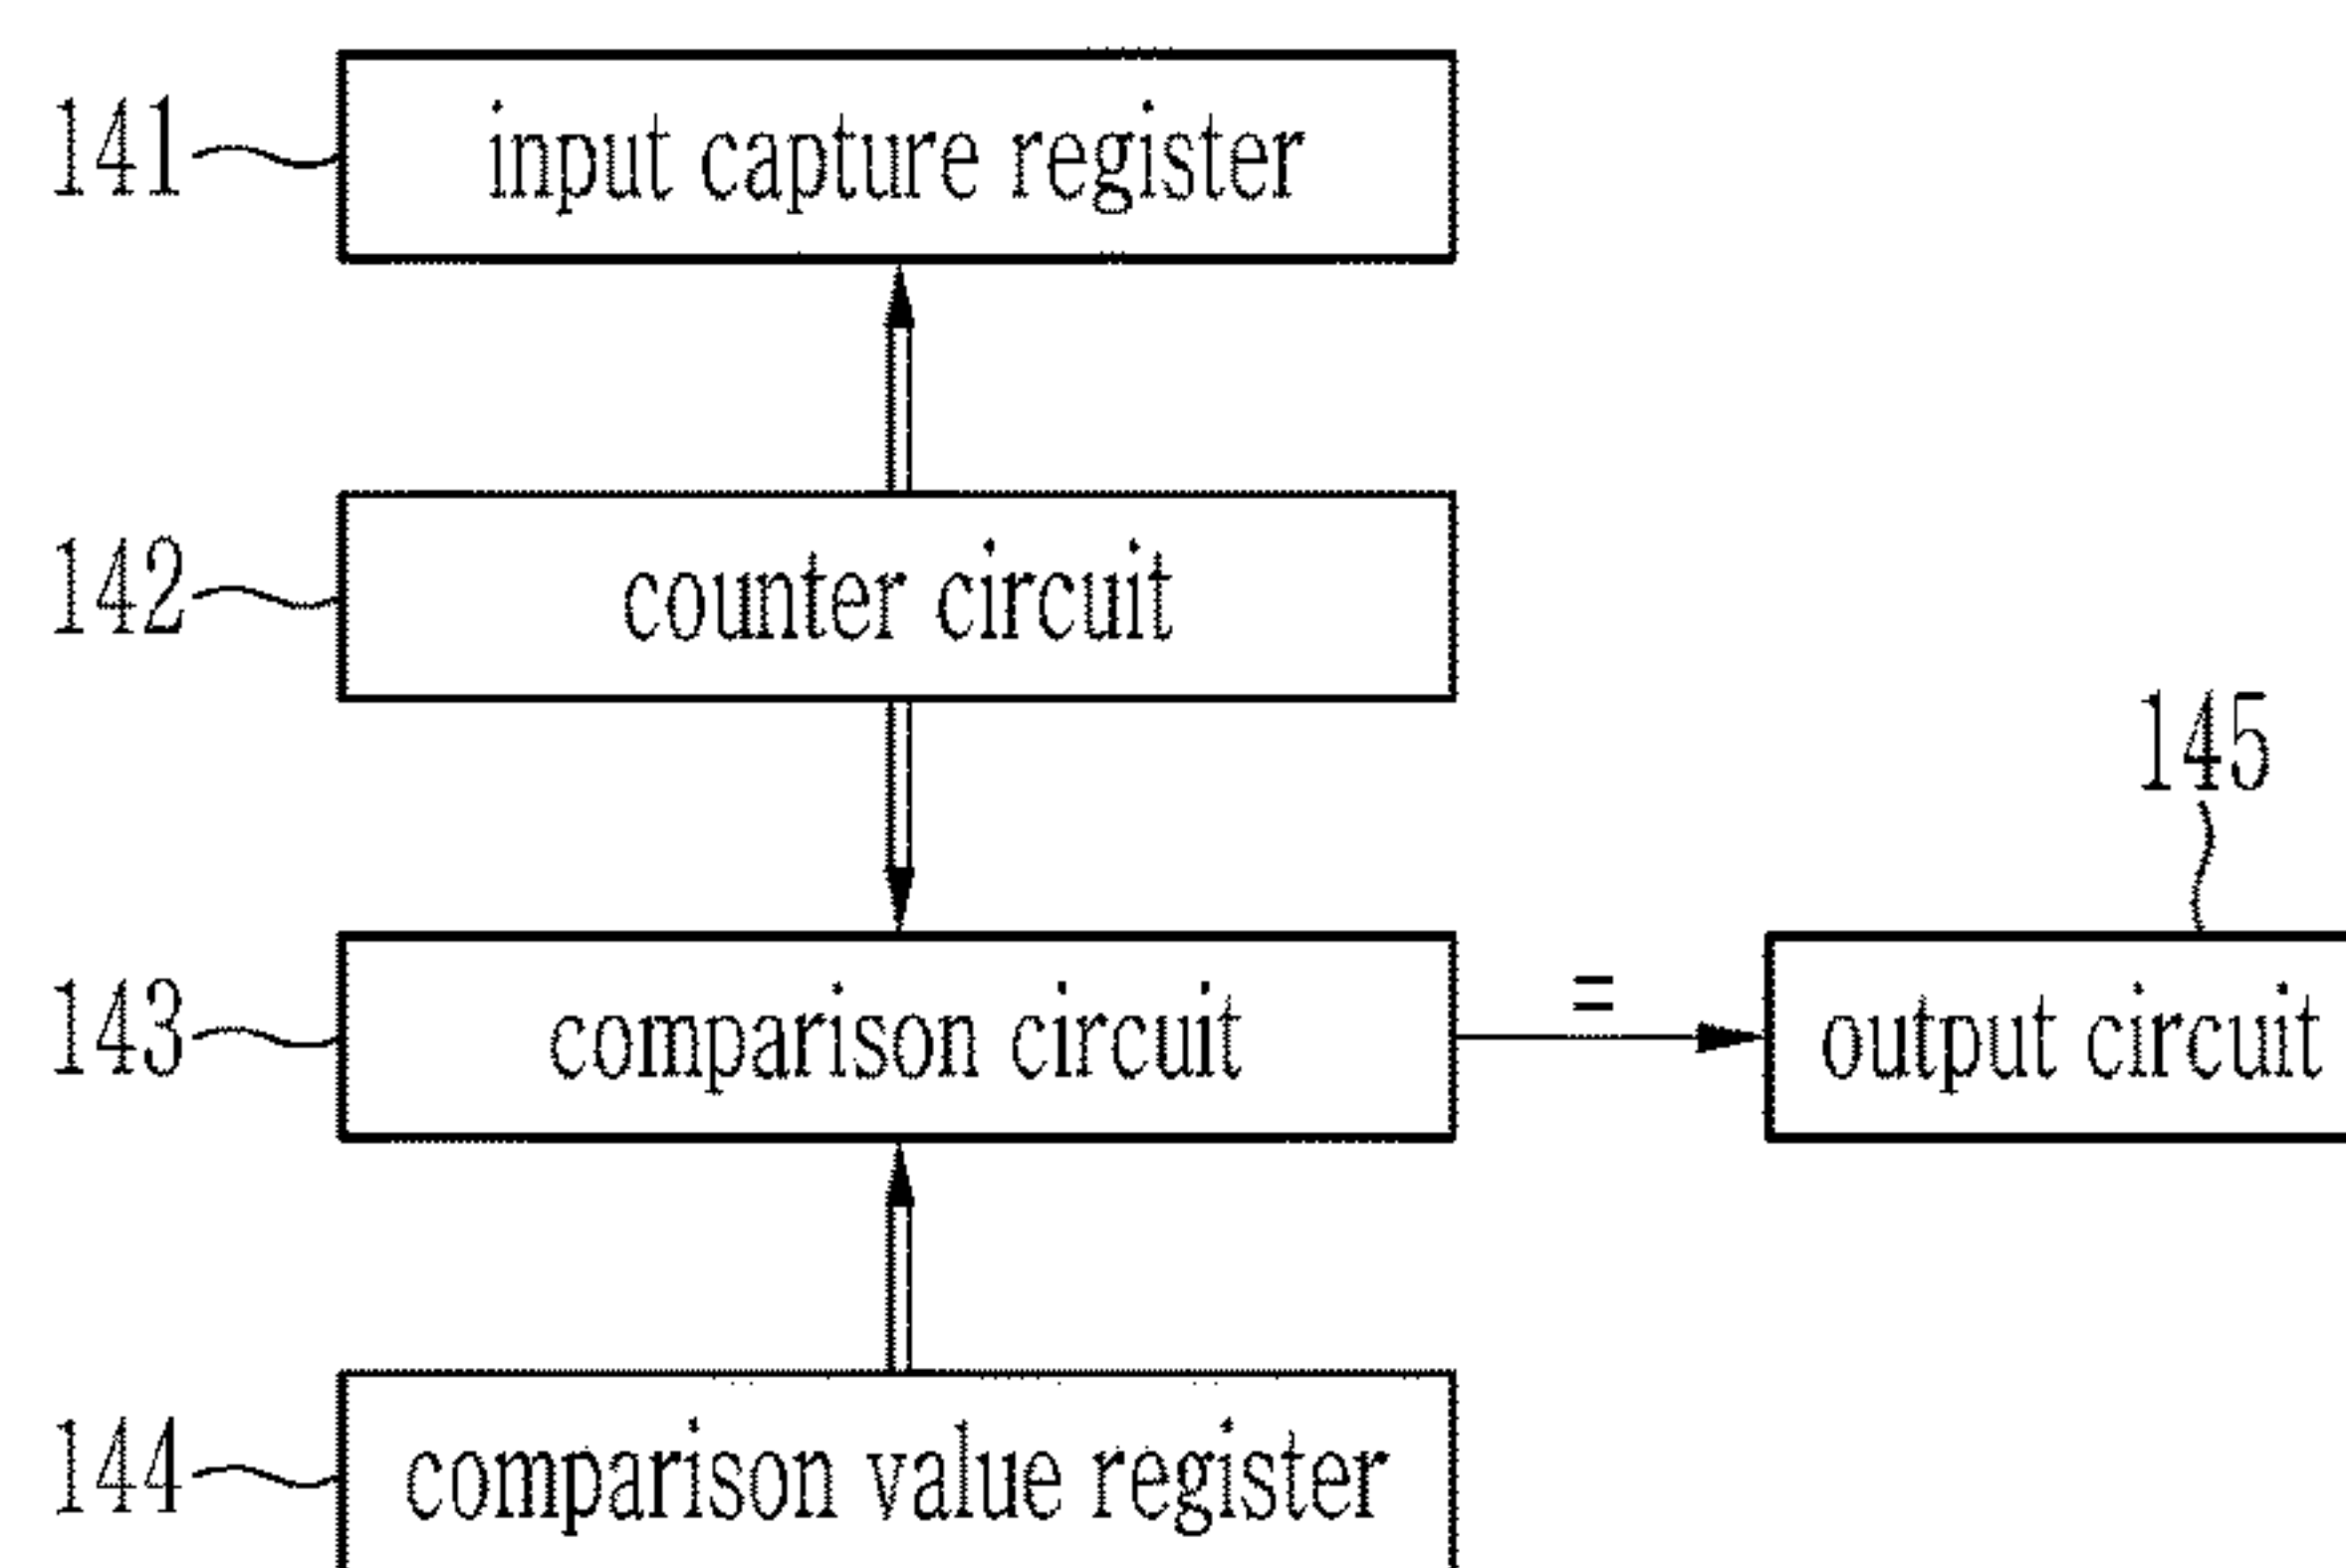 141
input capture register
142
counter circuit
145
143
comparison circuit
=
output circuit
144
comparison value register